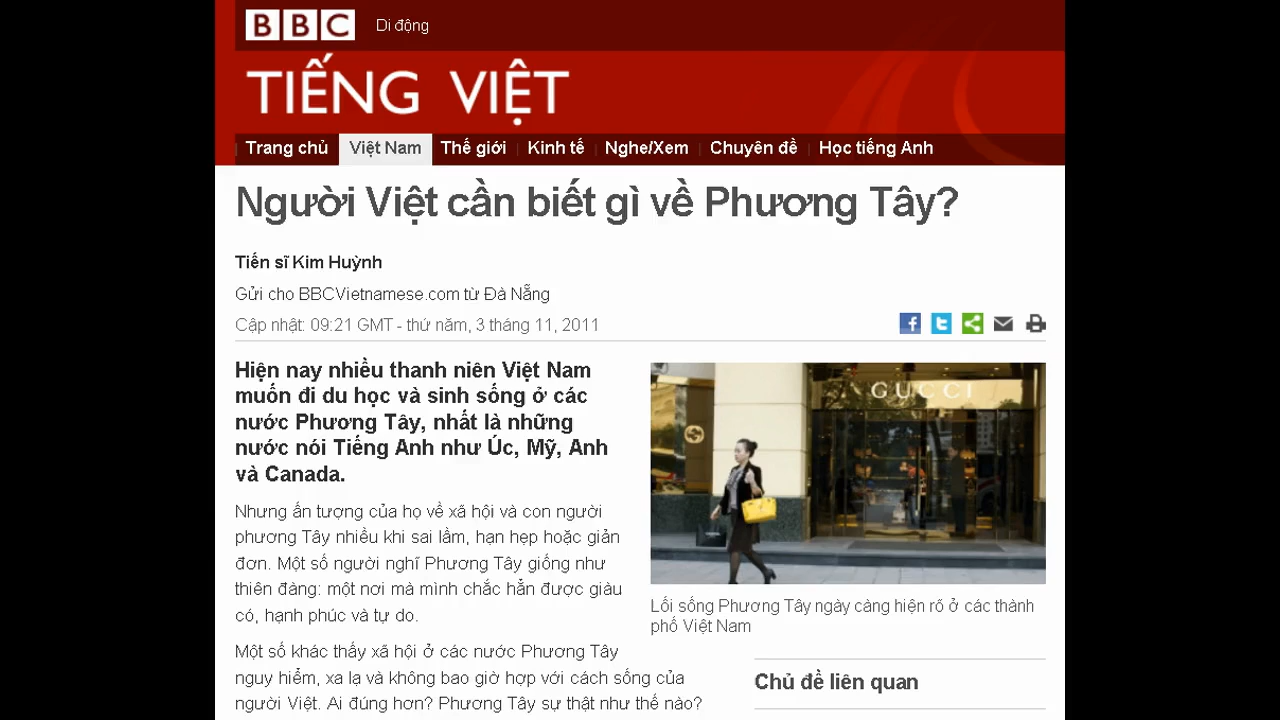 BBC Di động
TIẾNG VIỆT
Trang chủ Việt Nam Thế giới Kinh tế Nghe/Xem Chuyên đề Học tiếng Anh
Người Việt cần biết gì về Phương Tây?
Tiến sĩ Kim Huỳnh
Gửi cho BBCVietnamese.com từ Đà Nẵng
Cập nhật: 09:21 GMT - thứ năm, 3 tháng 11, 2011
Hiện nay nhiều thanh niên Việt Nam
muốn đi du học và sinh sống ở các
nước Phương Tây, nhất là những
nước nói Tiếng Anh như Úc, Mỹ, Anh
và Canada.
Nhưng ấn tượng của họ về xã hội và con người
phương Tây nhiều khi sai lầm, hạn hẹp hoặc giản
đơn. Một số người nghĩ Phương Tây giống như
thiên đàng: một nơi mà mình chắc hẳn được giàu
có, hạnh phúc và tự do.
Một số khác thấy xã hội ở các nước Phương Tây
nguy hiểm, xa lạ và không bao giờ hợp với cách sống của
người Việt. Ai đúng hơn? Phương Tây sự thật như thế nào?
GUCCI
Lối sống Phương Tây ngày càng hiện rõ ở các thành
phố Việt Nam
Chủ đề liên quan